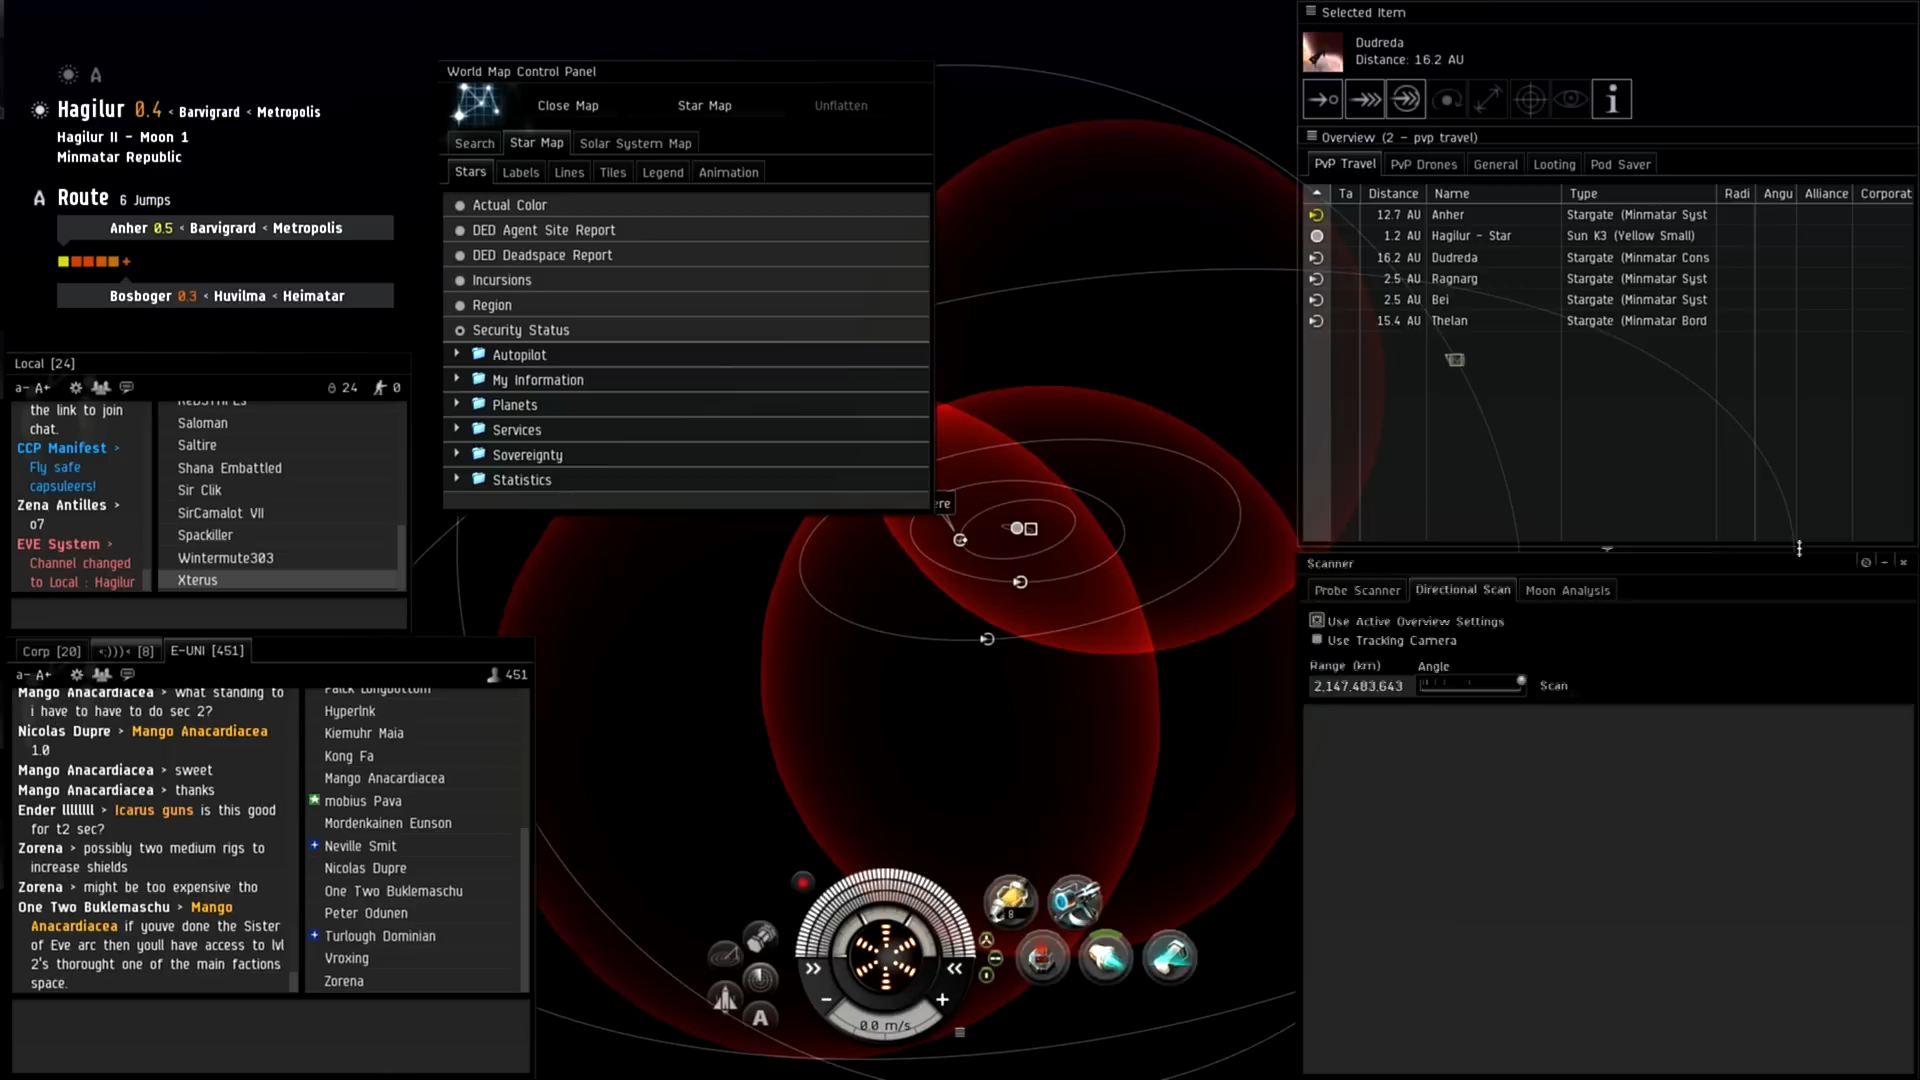 A
Hagilur 0.4 < Barvigrard < Metropolis
Hagilur II - Moon 1
Minmatar Republic
A Route 6 Jumps
Anher 0.5 < Barvigrard < Metropolis
Bosboger 0.3 < Huvilma < Heimatar
Local [24]
a- A+
24
0
the link to join
chat.
CCP Manifest >
Fly safe
capsuleers!
Zena Antilles >
o7
EVE System >
Channel changed
to Local : Hagilur
Saloman
Saltire
Shana Embattled
Sir Clik
SirCamalot VII
Spackiller
Wintermute303
Xterus
Corp [20]
<:)))< [8]
E-UNI [451]
a- A+
451
Mango Anacardiacea > what standing to
i have to have to do sec 2?
Nicolas Dupre > Mango Anacardiacea
1.0
Mango Anacardiacea > sweet
Mango Anacardiacea > thanks
Ender llllllll > Icarus guns is this good
for t2 sec?
Zorena > possibly two medium rigs to
increase shields
Zorena > might be too expensive tho
One Two Buklemaschu > Mango
Anacardiacea if youve done the Sister
of Eve arc then youll have access to lvl
2's thorought one of the main factions
space.
Falck Longbottom
Hyperlnk
Kiemuhr Maia
Kong Fa
Mango Anacardiacea
mobius Pava
Mordenkainen Eunson
Neville Smit
Nicolas Dupre
One Two Buklemaschu
Peter Odunen
Turlough Dominian
Vroxing
Zorena
World Map Control Panel
Close Map
Star Map
Unflatten
Search
Star Map
Solar System Map
Stars
Labels
Lines
Tiles
Legend
Animation
Actual Color
DED Agent Site Report
DED Deadspace Report
Incursions
Region
Security Status
Autopilot
My Information
Planets
Services
Sovereignty
Statistics
ere
8
A
0.0 m/s
Selected Item
Dudreda
Distance: 16.2 AU
Overview (2 - pvp travel)
PvP Travel
PvP Drones
General
Looting
Pod Saver
Ta Distance Name Type Radi Angu Alliance Corporat
12.7 AU Anher Stargate (Minmatar Syst
1.2 AU Hagilur - Star Sun K3 (Yellow Small)
16.2 AU Dudreda Stargate (Minmatar Cons
2.5 AU Ragnarg Stargate (Minmatar Syst
2.5 AU Bei Stargate (Minmatar Syst
15.4 AU Thelan Stargate (Minmatar Bord
Scanner
Probe Scanner
Directional Scan
Moon Analysis
Use Active Overview Settings
Use Tracking Camera
Range (km)
Angle
2,147,483,643
Scan